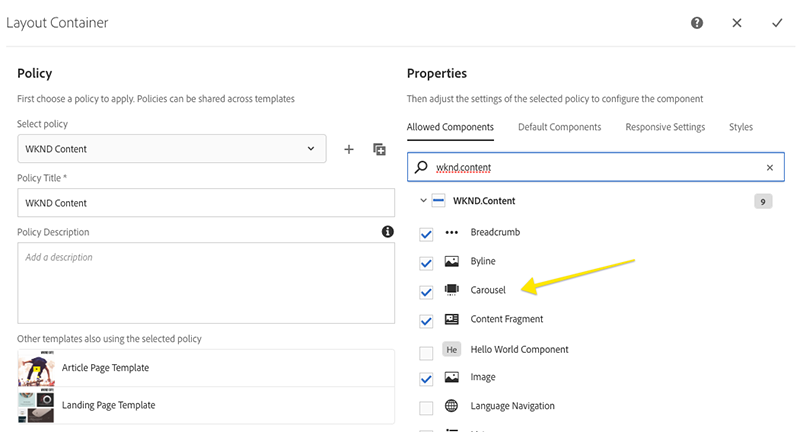 Layout Container
Policy
First choose a policy to apply. Policies can be shared across templates
Select policy
WKND Content
Policy Title *
WKND Content
Policy Description
Add a description
Other templates also using the selected policy
Article Page Template
Landing Page Template
Properties
Then adjust the settings of the selected policy to configure the component
Allowed Components Default Components Responsive Settings Styles
wknd.content
WKND.Content 9
Breadcrumb
Byline
Carousel
Content Fragment
He Hello World Component
Image
Language Navigation